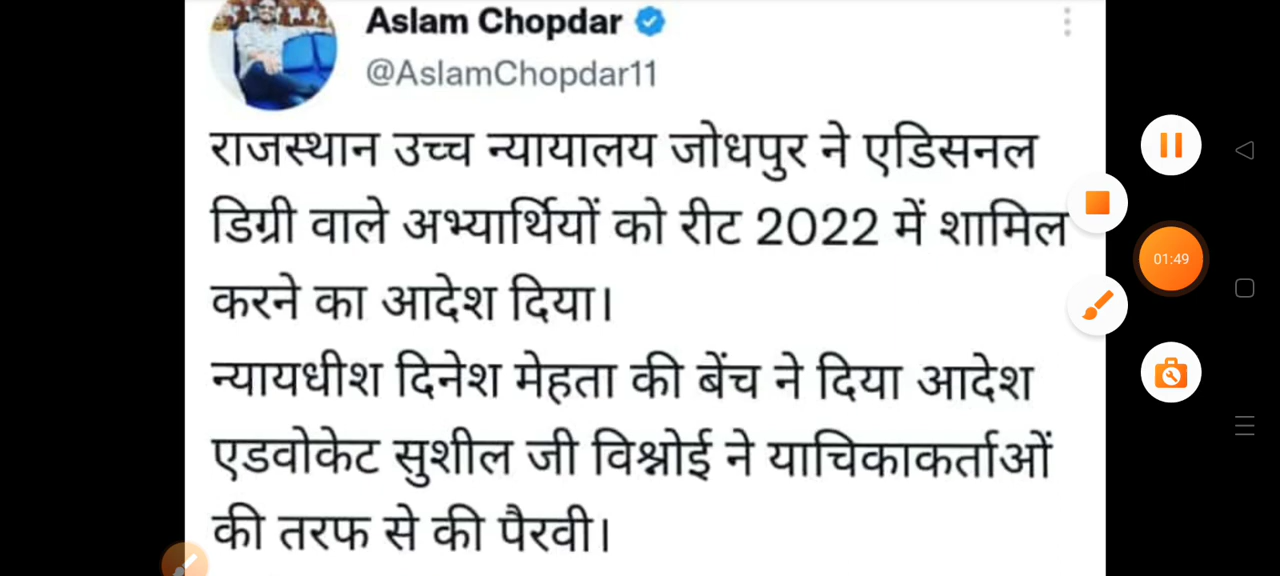 Aslam Chopdar
@AslamChopdar11
राजस्थान उच्च न्यायालय जोधपुर ने एडिसनल
डिग्री वाले अभ्यार्थियों को रीट 2022 में शामिल
करने का आदेश दिया।
न्यायधीश दिनेश मेहता की बेंच ने दिया आदेश
एडवोकेट सुशील जी विश्नोई ने याचिकाकर्ताओं
की तरफ से की पैरवी।
01:49